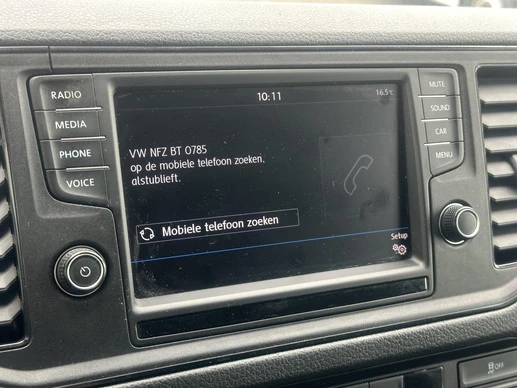 RADIO
MEDIA
PHONE
VOICE
10:11
16.5°C
VW NFZ BT 0785
op de mobiele telefoon zoeken.
alstublieft.
Mobiele telefoon zoeken
Setup
MUTE
SOUND
CAR
MENU
OFF